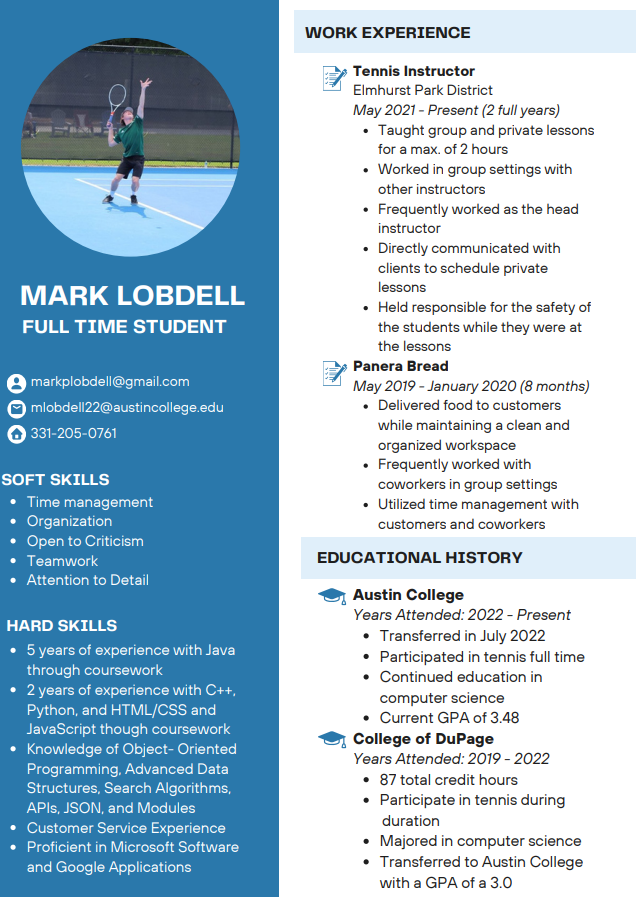 MARK LOBDELL
FULL TIME STUDENT
markplobdell@gmail.com
mlobdell22@austincollege.edu
331-205-0761
SOFT SKILLS
• Time management
• Organization
• Open to Criticism
• Teamwork
• Attention to Detail
HARD SKILLS
• 5 years of experience with Java
through coursework
• 2 years of experience with C++,
Python, and HTML/CSS and
JavaScript though coursework
• Knowledge of Object- Oriented
Programming, Advanced Data
Structures, Search Algorithms,
APIs, JSON, and Modules
• Customer Service Experience
• Proficient in Microsoft Software
and Google Applications
WORK EXPERIENCE
Tennis Instructor
Elmhurst Park District
May 2021 - Present (2 full years)
• Taught group and private lessons
for a max. of 2 hours
• Worked in group settings with
other instructors
• Frequently worked as the head
instructor
• Directly communicated with
clients to schedule private
lessons
• Held responsible for the safety of
the students while they were at
the lessons
Panera Bread
May 2019 - January 2020 (8 months)
• Delivered food to customers
while maintaining a clean and
organized workspace
• Frequently worked with
coworkers in group settings
• Utilized time management with
customers and coworkers
EDUCATIONAL HISTORY
Austin College
Years Attended: 2022 - Present
• Transferred in July 2022
• Participated in tennis full time
• Continued education in
computer science
• Current GPA of 3.48
College of DuPage
Years Attended: 2019 - 2022
• 87 total credit hours
• Participate in tennis during
duration
• Majored in computer science
• Transferred to Austin College
with a GPA of a 3.0